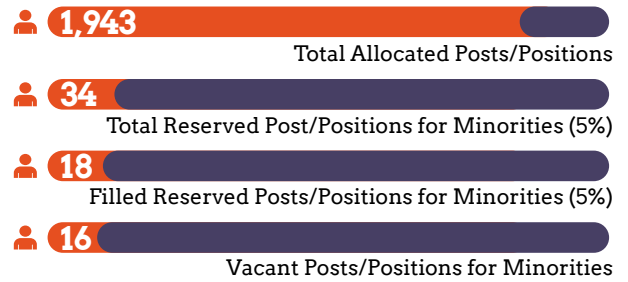 1,943
Total Allocated Posts/Positions
34
Total Reserved Post/Positions for Minorities (5%)
18
Filled Reserved Posts/Positions for Minorities (5%)
16
Vacant Posts/Positions for Minorities